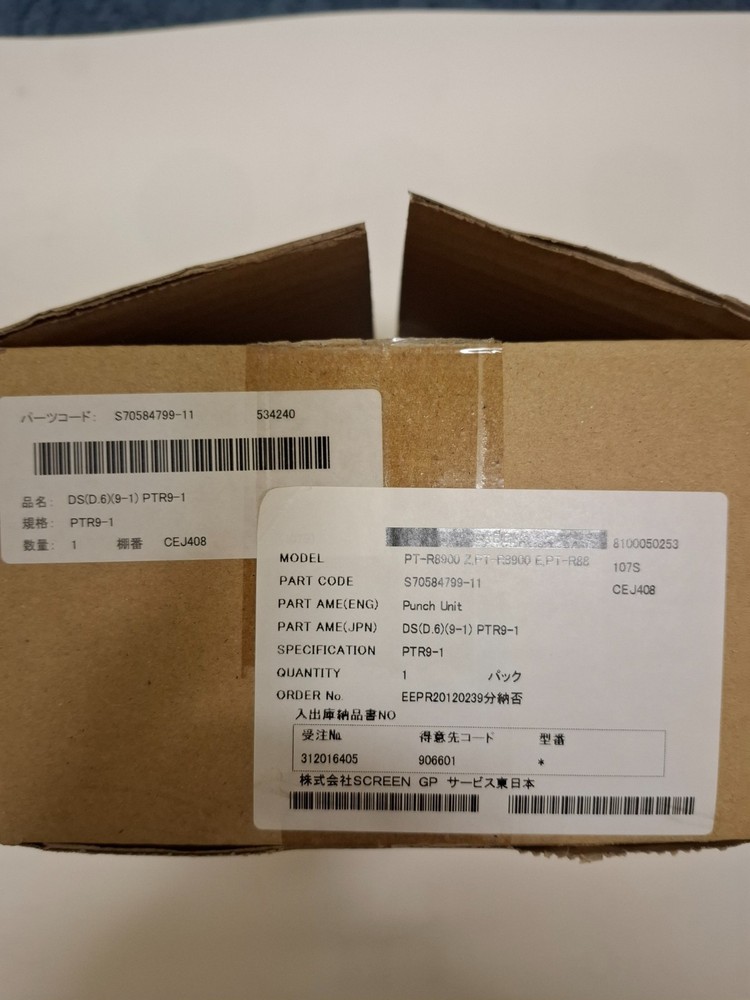 パーツコード: S70584799-11 534240
品名: DS(D.6)(9-1) PTR9-1
規格: PTR9-1
数量: 1 棚番 CEJ408
8100050253
MODEL PT-R8900 Z,PT-R8900 E,PT-R88 107S
PART CODE S70584799-11 CEJ408
PART AME(ENG) Punch Unit
PART AME(JPN) DS(D.6)(9-1) PTR9-1
SPECIFICATION PTR9-1
QUANTITY 1 パック
ORDER No. EEPR20120239分納否
入出庫納品書NO
受注No. 得意先コード 型番
312016405 906601 *
株式会社SCREEN GP サービス東日本